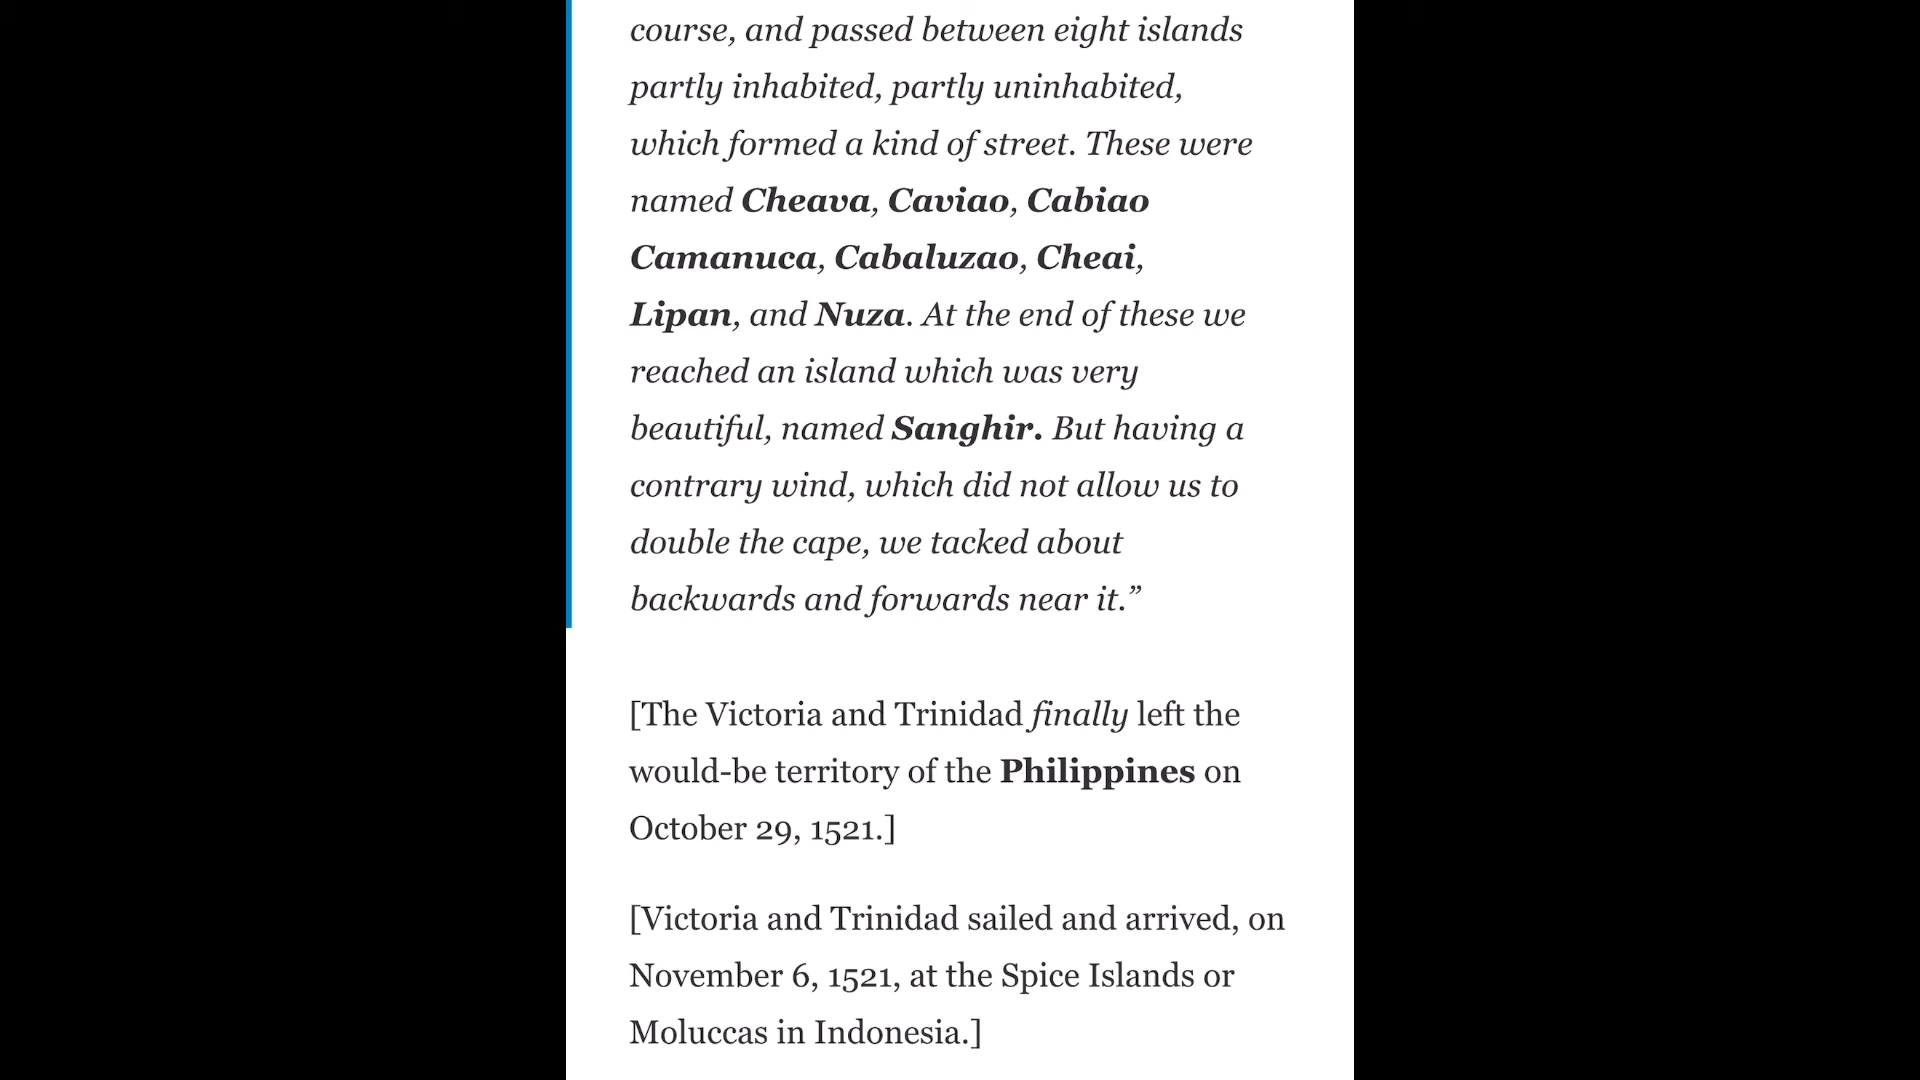 course, and passed between eight islands
partly inhabited, partly uninhabited,
which formed a kind of street. These were
named Cheava, Caviao, Cabiao
Camanuca, Cabaluzao, Cheai,
Lipan, and Nuza. At the end of these we
reached an island which was very
beautiful, named Sanghir. But having a
contrary wind, which did not allow us to
double the cape, we tacked about
backwards and forwards near it.”
[The Victoria and Trinidad finally left the
would-be territory of the Philippines on
October 29, 1521.]
[Victoria and Trinidad sailed and arrived, on
November 6, 1521, at the Spice Islands or
Moluccas in Indonesia.]